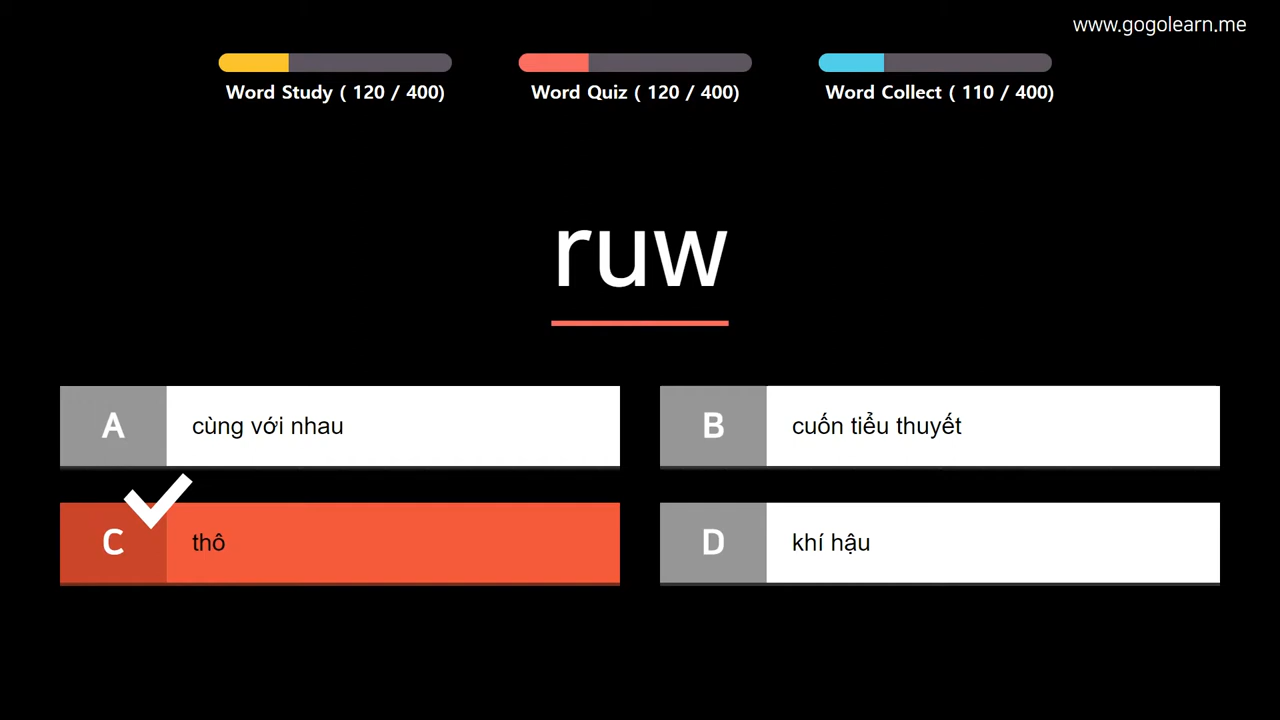 www.gogolearn.me
Word Study ( 120 / 400)
Word Quiz ( 120 / 400)
Word Collect ( 110 / 400)
ruw
A cùng với nhau
B cuốn tiểu thuyết
C thô
D khí hậu